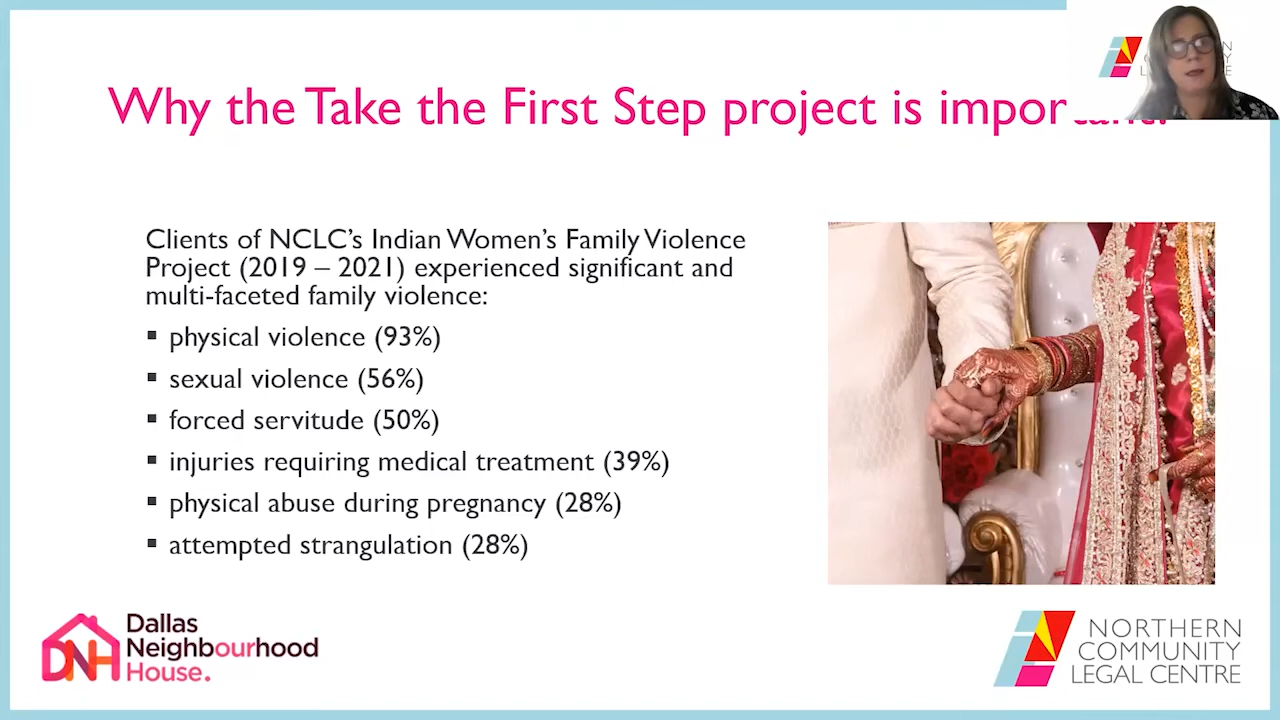 Why the Take the First Step project is important?
Clients of NCLC's Indian Women's Family Violence
Project (2019 – 2021) experienced significant and
multi-faceted family violence:
▪ physical violence (93%)
▪ sexual violence (56%)
▪ forced servitude (50%)
▪ injuries requiring medical treatment (39%)
▪ physical abuse during pregnancy (28%)
▪ attempted strangulation (28%)
DNH
Dallas
Neighbourhood
House.
NORTHERN
COMMUNITY
LEGAL CENTRE